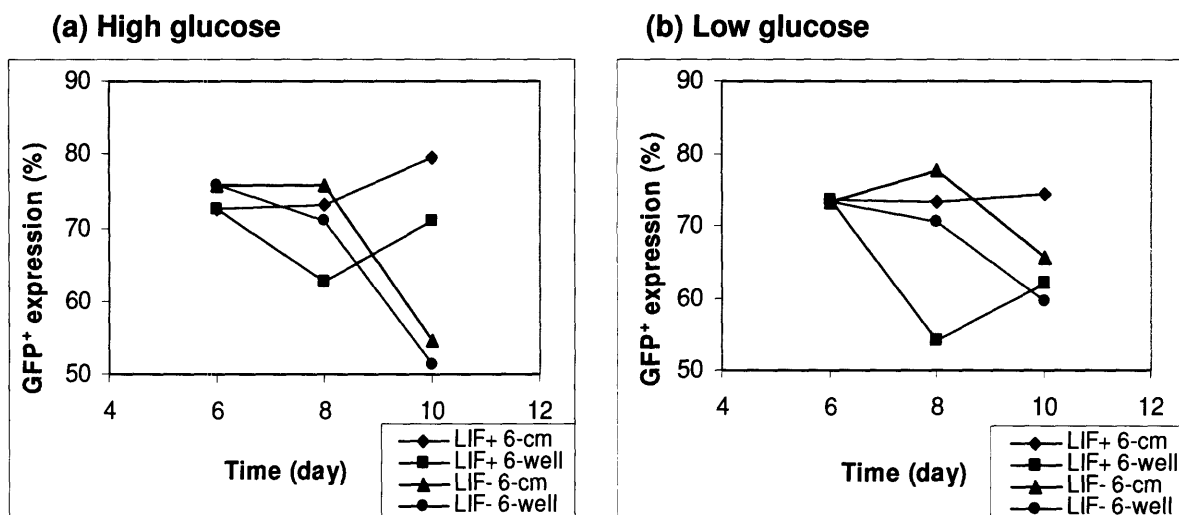 (a) High glucose
GFP+ expression (%)
90
80
70
60
50
4 6 8 10 12
Time (day)
LIF+ 6-cm
LIF+ 6-well
LIF- 6-cm
LIF- 6-well
(b) Low glucose
GFP+ expression (%)
90
80
70
60
50
4 6 8 10 12
Time (day)
LIF+ 6-cm
LIF+ 6-well
LIF- 6-cm
LIF- 6-well